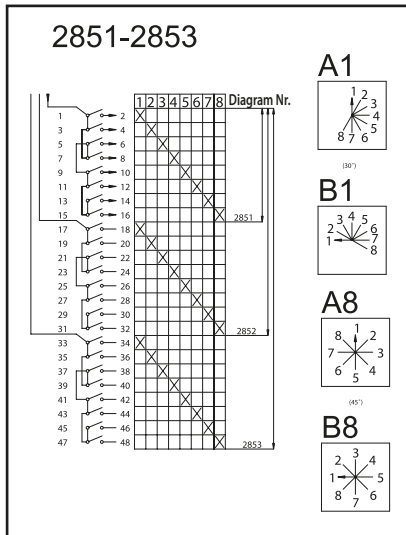 2851-2853
1 2 3 4 5 6 7 8 Diagram Nr.
1 2 X
3 4 X
5 6 X
7 8 X
9 10 X
11 12 X
13 14 X
15 16 X
2851
17 18 X
19 20 X
21 22 X
23 24 X
25 26 X
27 28 X
29 30 X
31 32 X
2852
33 34 X
35 36 X
37 38 X
39 40 X
41 42 X
43 44 X
45 46 X
47 48 X
2853
A1
1 2 3 4 5 6 7 8
(30°)
B1
1 2 3 4 5 6 7 8
A8
1 2 3 4 5 6 7 8
(45°)
B8
1 2 3 4 5 6 7 8